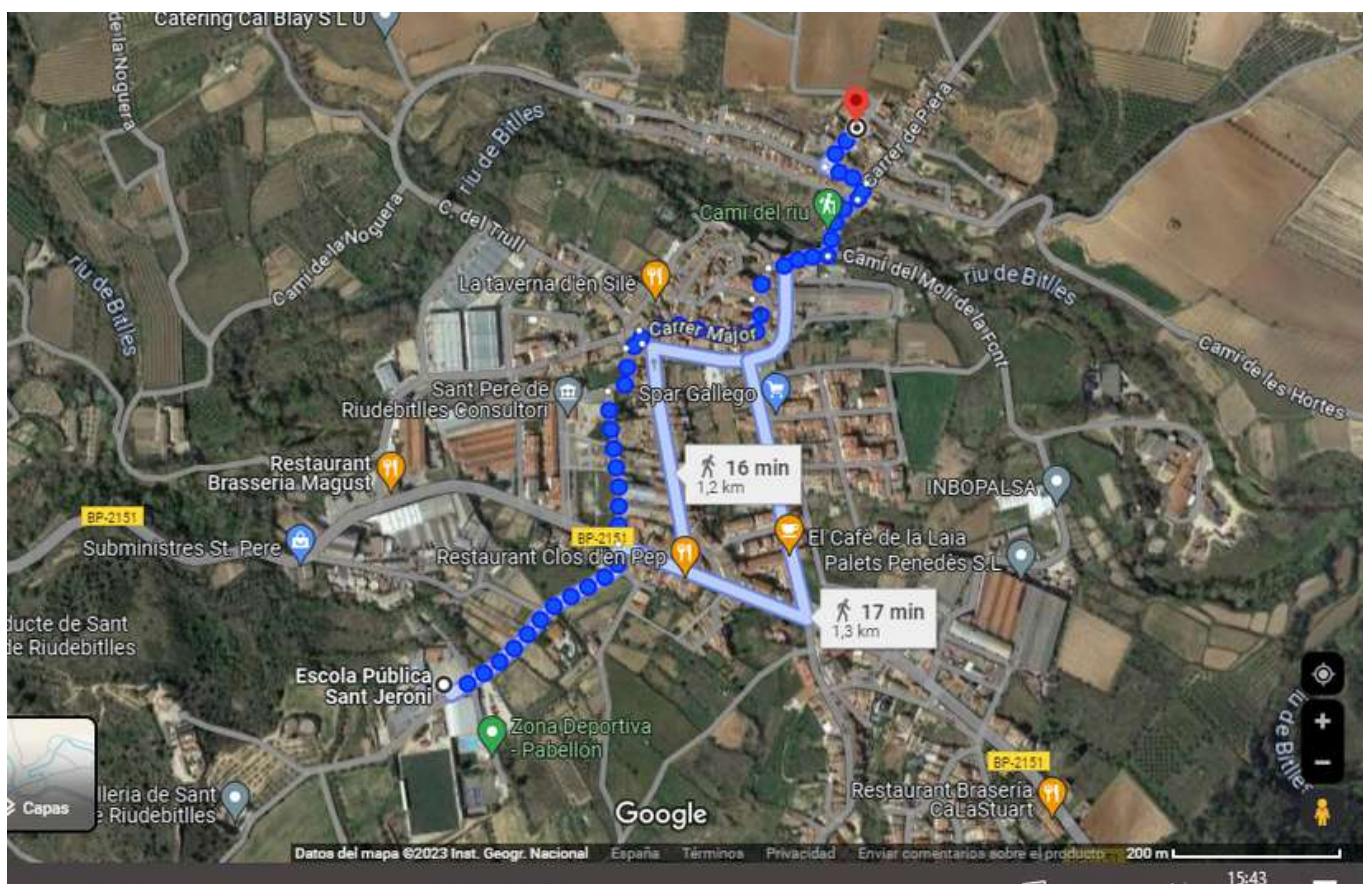 Catering Cal Blay S L U
de la Noguera
riu de Bitlles
Carrer de Piera
Camí del riu
C. del Trull
Camí de la Noguera
riu de Bitlles
La taverna d'en Silè
Camí del Molí de la Font
riu de Bitlles
Carrer Major
Camí de les Hortes
Sant Pere de
Riudebitlles Consultori
Spar Gallego
Restaurant
Brasseria Magust
16 min
1,2 km
INBOPALSA
BP-2151
BP-2151
Subministres St. Pere
Restaurant Clos d'en Pep
El Café de la Laia
Palets Penedès S.L
17 min
1,3 km
ducte de Sant
de Riudebitlles
Escola Pública
Sant Jeroni
Zona Deportiva
- Pabellón
riu de Bitlles
BP-2151
Restaurant Braseria
CaLaStuart
Capas
lleria de Sant
e Riudebitlles
Google
Datos del mapa ©2023 Inst. Geogr. Nacional España Términos Privacidad Enviar comentarios sobre el producto 200 m
15:43